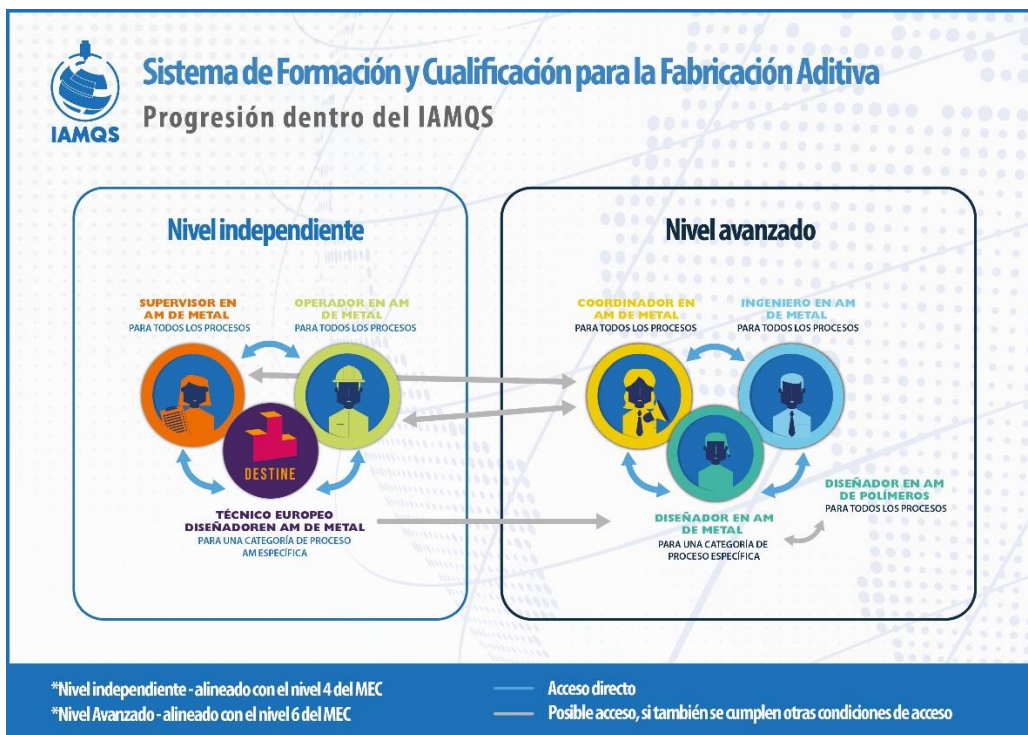 IAMQS
Sistema de Formación y Cualificación para la Fabricación Aditiva
Progresión dentro del IAMQS
Nivel independiente
SUPERVISOR EN
AM DE METAL
PARA TODOS LOS PROCESOS
OPERADOR EN AM
DE METAL
PARA TODOS LOS PROCESOS
DESTINE
TÉCNICO EUROPEO
DISEÑADOREN AM DE METAL
PARA UNA CATEGORÍA DE PROCESO
AM ESPECÍFICA
Nivel avanzado
COORDINADOR EN
AM DE METAL
PARA TODOS LOS PROCESOS
INGENIERO EN AM
DE METAL
PARA TODOS LOS PROCESOS
DISEÑADOR EN AM
DE METAL
PARA UNA CATEGORÍA DE
PROCESO ESPECÍFICA
DISEÑADOR EN AM
DE POLÍMEROS
PARA TODOS LOS PROCESOS
*Nivel independiente - alineado con el nivel 4 del MEC
*Nivel Avanzado - alineado con el nivel 6 del MEC
Acceso directo
Posible acceso, si también se cumplen otras condiciones de acceso